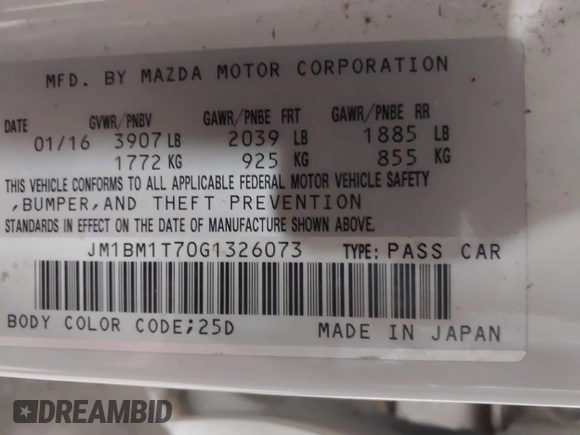 MFD. BY MAZDA MOTOR CORPORATION
DATE GVWR/PNBV GAWR/PNBE FRT GAWR/PNBE RR
01/16 3907 LB 2039 LB 1885 LB
1772 KG 925 KG 855 KG
THIS VEHICLE CONFORMS TO ALL APPLICABLE FEDERAL MOTOR VEHICLE SAFETY
,BUMPER,AND THEFT PREVENTION
STANDARDS IN EFFECT ON THE DATE OF MANUFACTURE SHOWN ABOVE.
JM1BM1T70G1326073 TYPE: PASS CAR
BODY COLOR CODE;25D MADE IN JAPAN
DREAMBID